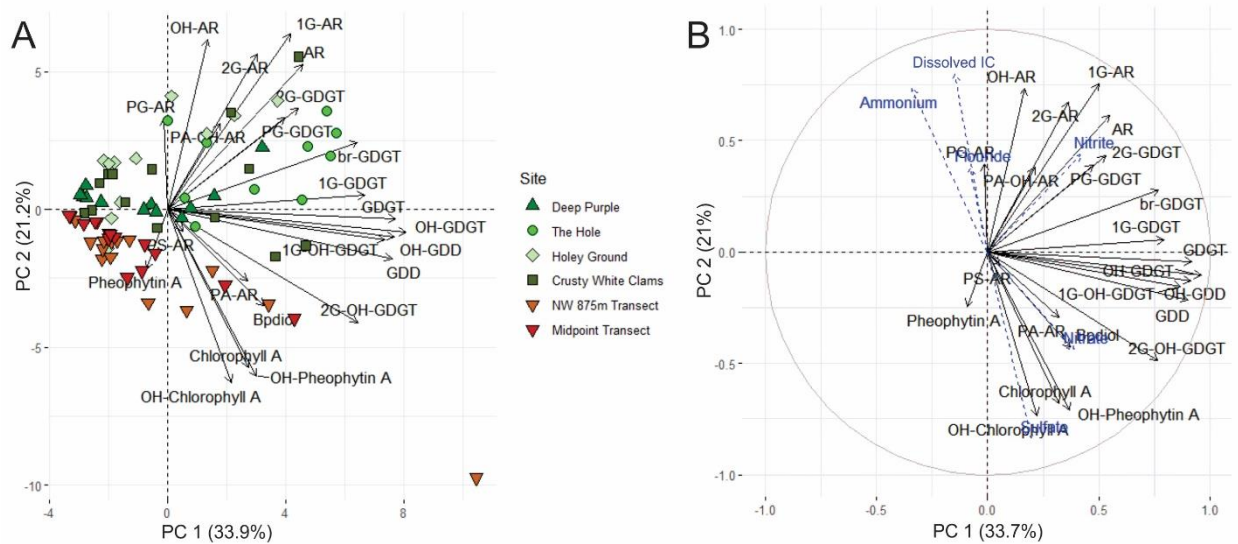 A
OH-AR
1G-AR
AR
2G-AR
2G-GDGT
PG-AR
PG-GDGT
PA-OH-AR
br-GDGT
1G-GDGT
GDGT
OH-GDGT
1G-OH-GDGT
OH-GDD
GDD
PS-AR
Pheophytin A
PA-AR
Bpdiol
2G-OH-GDGT
Chlorophyll A
OH-Pheophytin A
OH-Chlorophyll A
5
0
-5
-10
PC 2 (21.2%)
-4
0
4
8
PC 1 (33.9%)
Site
Deep Purple
The Hole
Holey Ground
Crusty White Clams
NW 875m Transect
Midpoint Transect
B
Dissolved IC
OH-AR
1G-AR
Ammonium
2G-AR
AR
Nitrite
PG-AR
2G-GDGT
PA-OH-AR
PG-GDGT
br-GDGT
1G-GDGT
GDGT
OH-GDGT
PS-AR
1G-OH-GDGT
OH-GDD
Pheophytin A
GDD
PA-AR
Bpdiol
Nitrate
2G-OH-GDGT
Chlorophyll A
OH-Pheophytin A
OH-Chlorophyll A
Sulfate
1.0
0.5
0.0
-0.5
-1.0
PC 2 (21%)
-1.0
-0.5
0.0
0.5
1.0
PC 1 (33.7%)